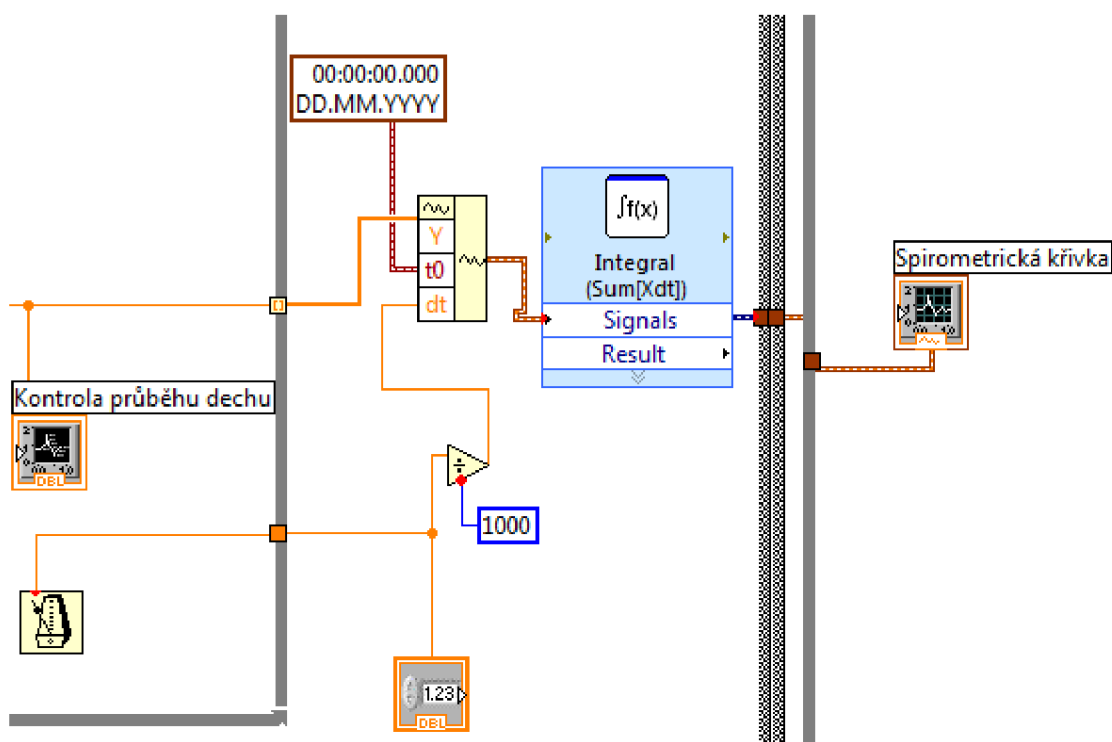 00:00:00.000
DD.MM.YYYY
Y
t0
dt
∫f(x)
Integral
(Sum[Xdt])
Signals
Result
Spirometrická křivka
Kontrola průběhu dechu
DBL
÷
1000
1.23
DBL